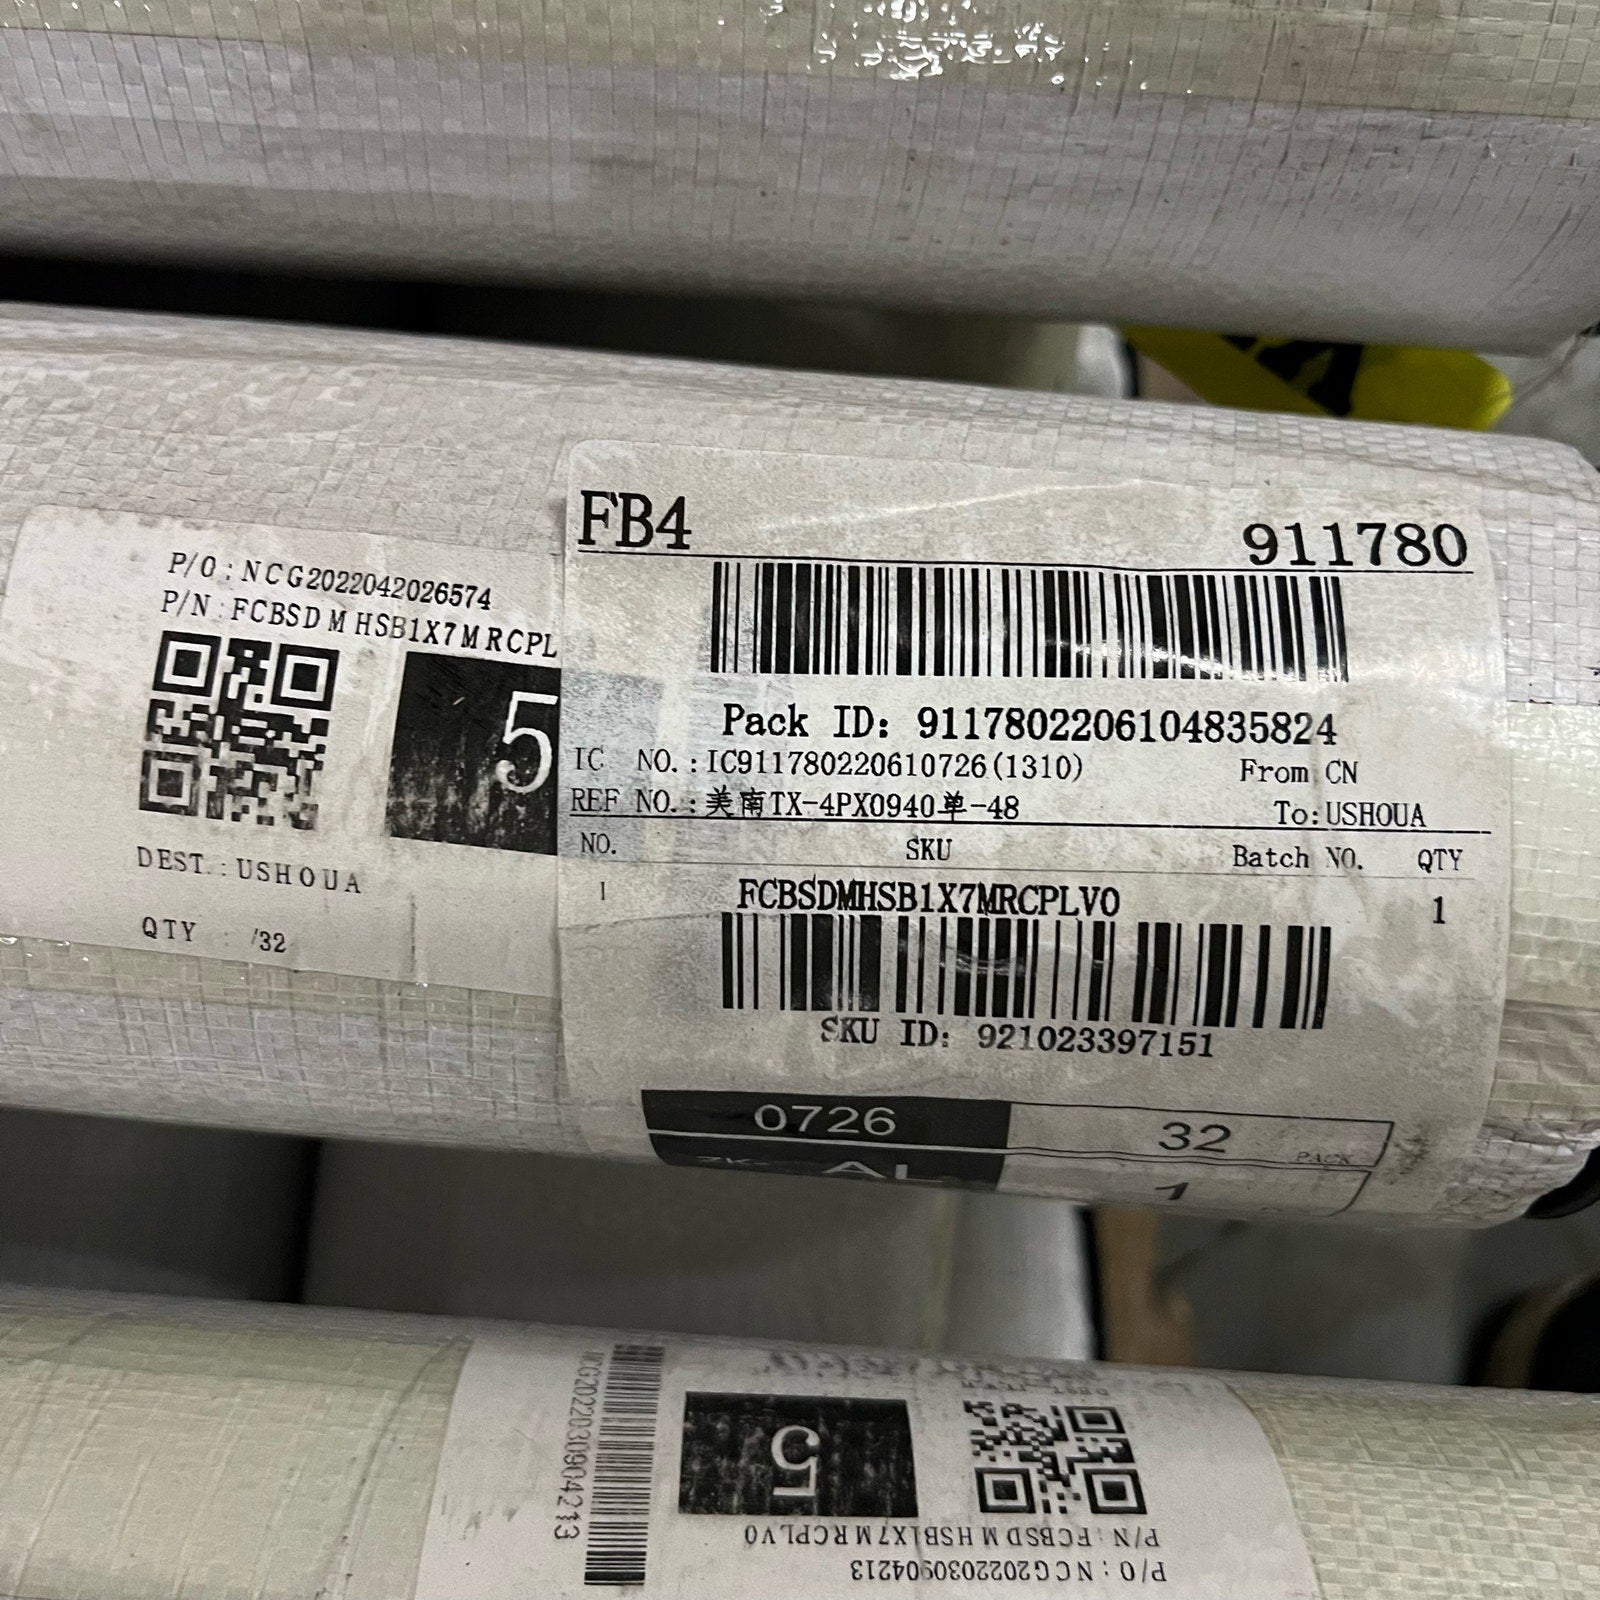 P/O:NCG2022042026574
P/N:FCBSDMHSB1X7MRCPL
5
DEST.:USHOUA
QTY : /32
FB4 911780
Pack ID: 9117802206104835824
IC NO.:IC911780220610726(1310) From:CN
REF NO.:美南TX-4PX0940单-48 To:USHOUA
NO. SKU Batch NO. QTY
1 FCBSDMHSB1X7MRCPLV0 1
SKU ID: 921023397151
0726 32 PACK
AL 1
NCG2022030904213
5
P/N:FCBSDMHSB1X7MRCPLV0
P/O:NCG2022030904213